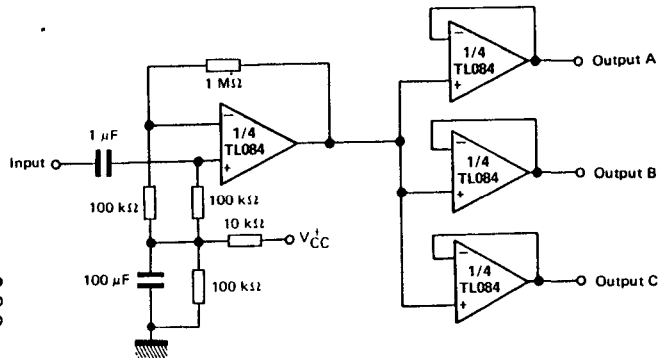 1/4
TL084
Output A
1 MΩ
1 µF
1/4
TL084
Input
100 kΩ
100 kΩ
10 kΩ
V⁺CC
100 µF
100 kΩ
1/4
TL084
Output B
1/4
TL084
Output C